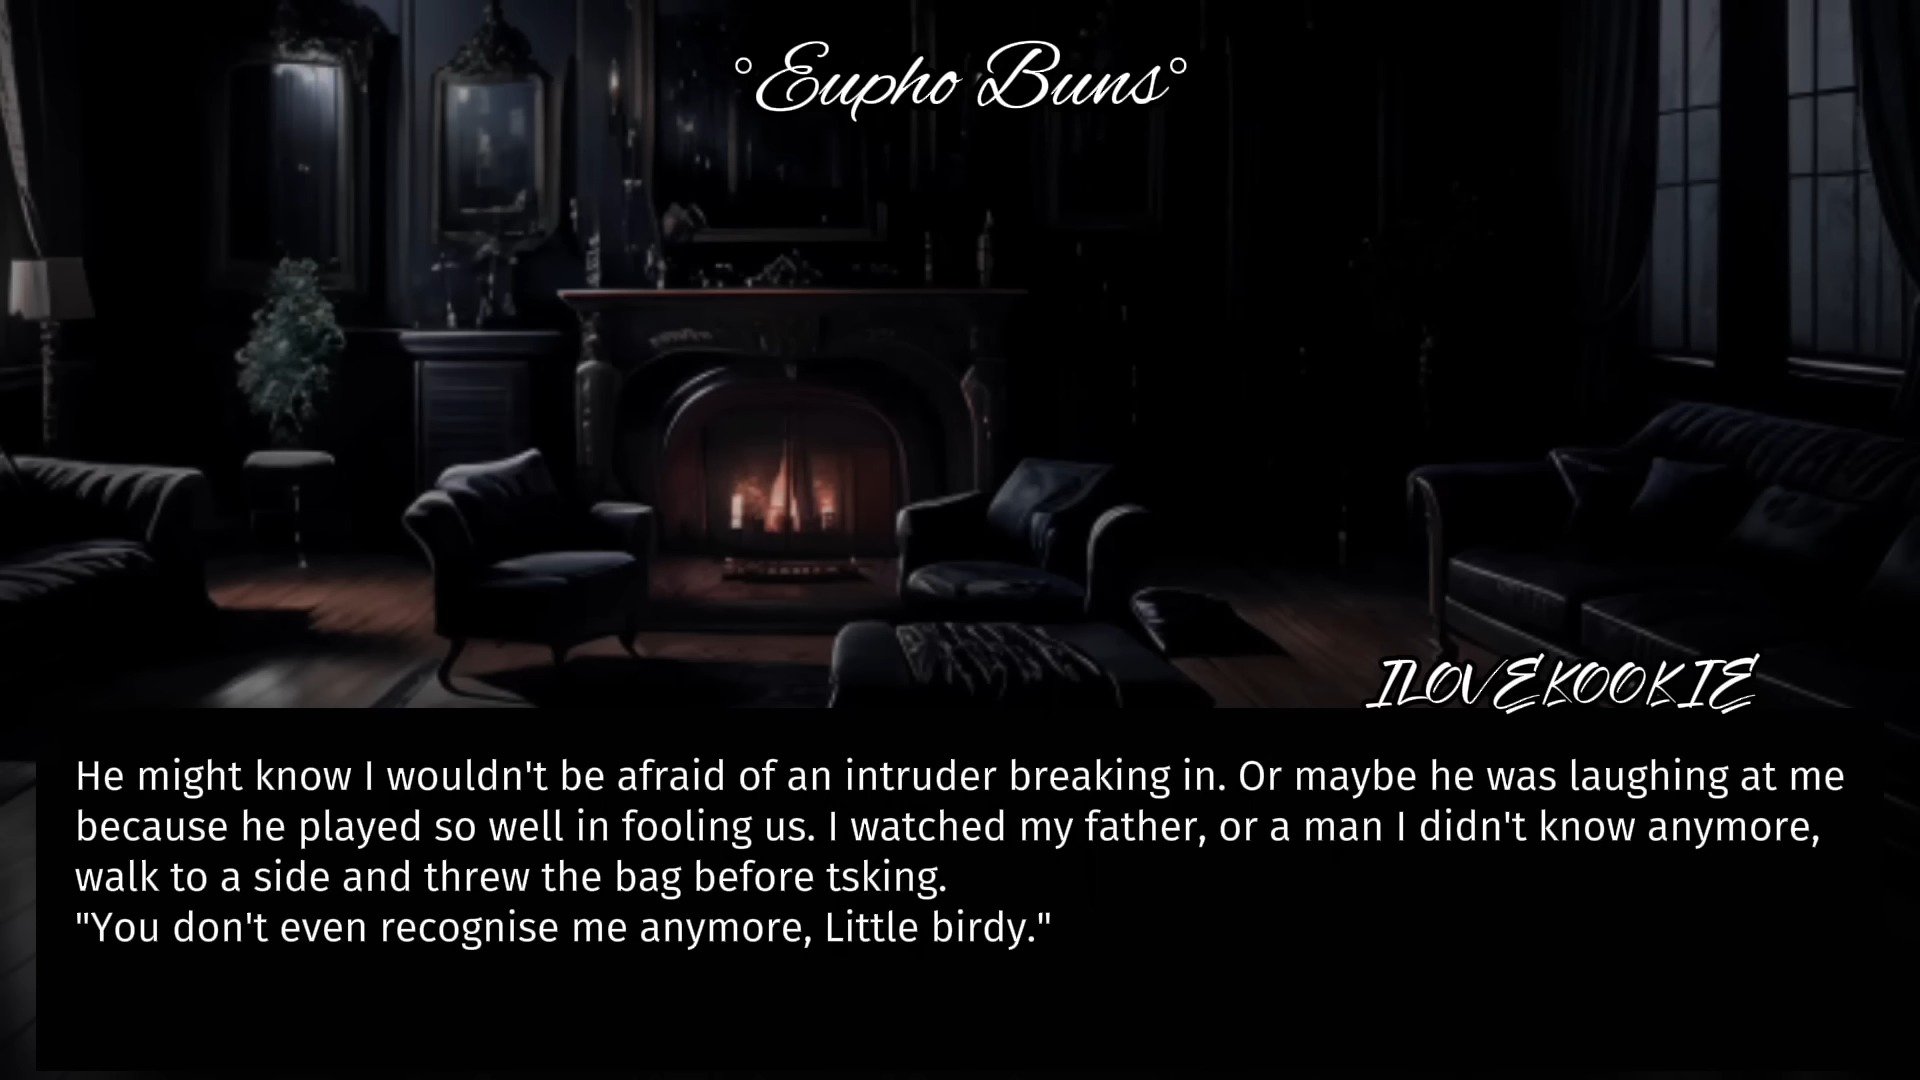 °Eupho Buns°
ILOVEKOOKIE
He might know I wouldn't be afraid of an intruder breaking in. Or maybe he was laughing at me
because he played so well in fooling us. I watched my father, or a man I didn't know anymore,
walk to a side and threw the bag before tsking.
"You don't even recognise me anymore, Little birdy."